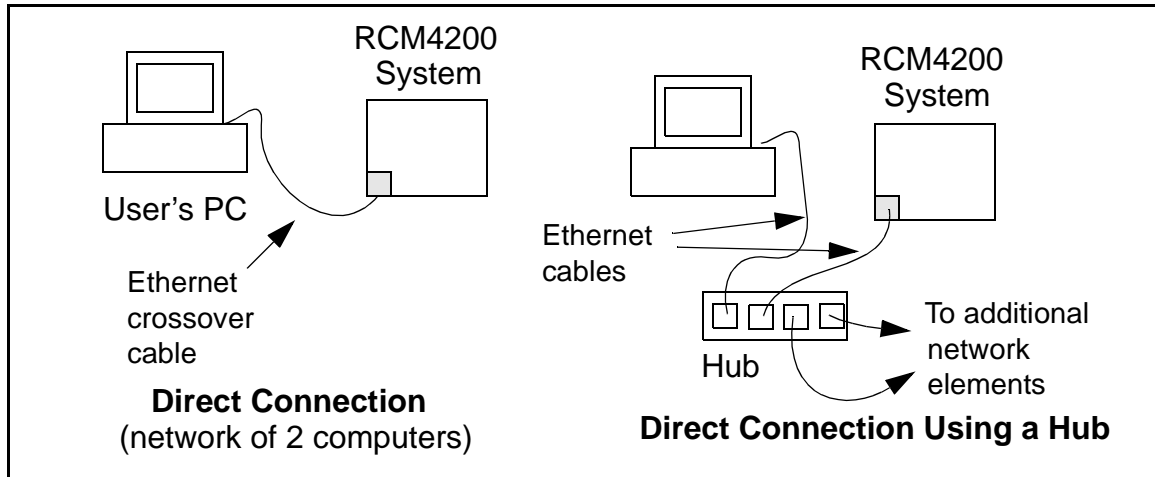 RCM4200
System
User's PC
Ethernet
crossover
cable
Direct Connection
(network of 2 computers)
RCM4200
System
Ethernet
cables
Hub
To additional
network
elements
Direct Connection Using a Hub